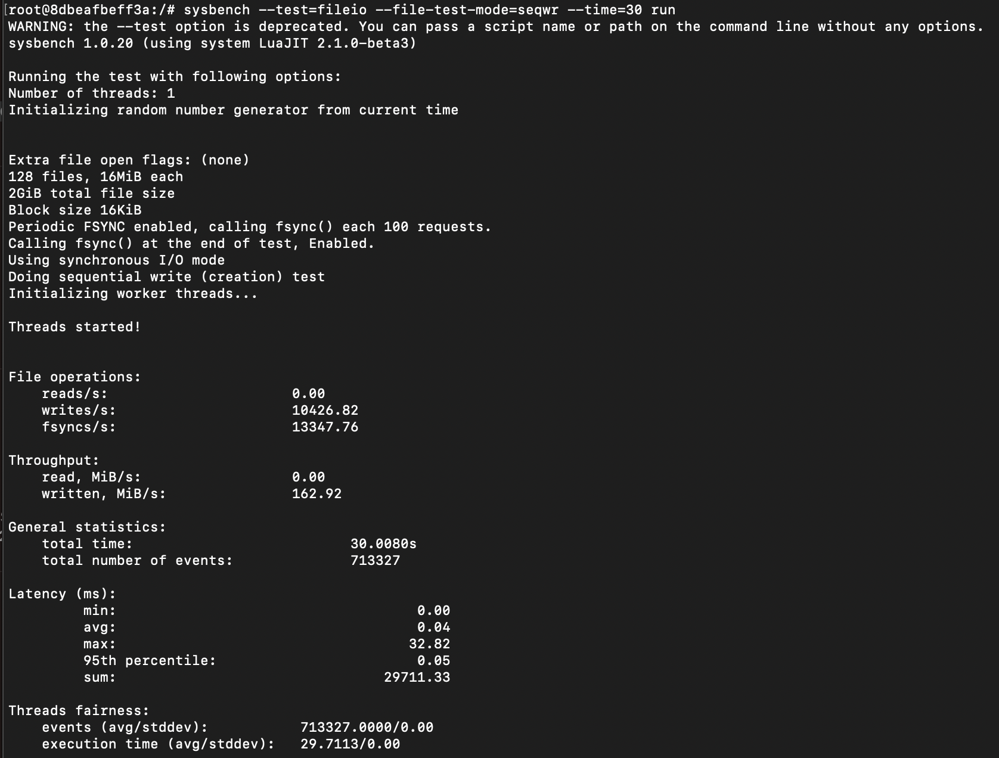 [root@8dbeafbeff3a:/# sysbench --test=fileio --file-test-mode=seqwr --time=30 run
WARNING: the --test option is deprecated. You can pass a script name or path on the command line without any options.
sysbench 1.0.20 (using system LuaJIT 2.1.0-beta3)
Running the test with following options:
Number of threads: 1
Initializing random number generator from current time
Extra file open flags: (none)
128 files, 16MiB each
2GiB total file size
Block size 16KiB
Periodic FSYNC enabled, calling fsync() each 100 requests.
Calling fsync() at the end of test, Enabled.
Using synchronous I/O mode
Doing sequential write (creation) test
Initializing worker threads...
Threads started!
File operations:
reads/s: 0.00
writes/s: 10426.82
fsyncs/s: 13347.76
Throughput:
read, MiB/s: 0.00
written, MiB/s: 162.92
General statistics:
total time: 30.0080s
total number of events: 713327
Latency (ms):
min: 0.00
avg: 0.04
max: 32.82
95th percentile: 0.05
sum: 29711.33
Threads fairness:
events (avg/stddev): 713327.0000/0.00
execution time (avg/stddev): 29.7113/0.00